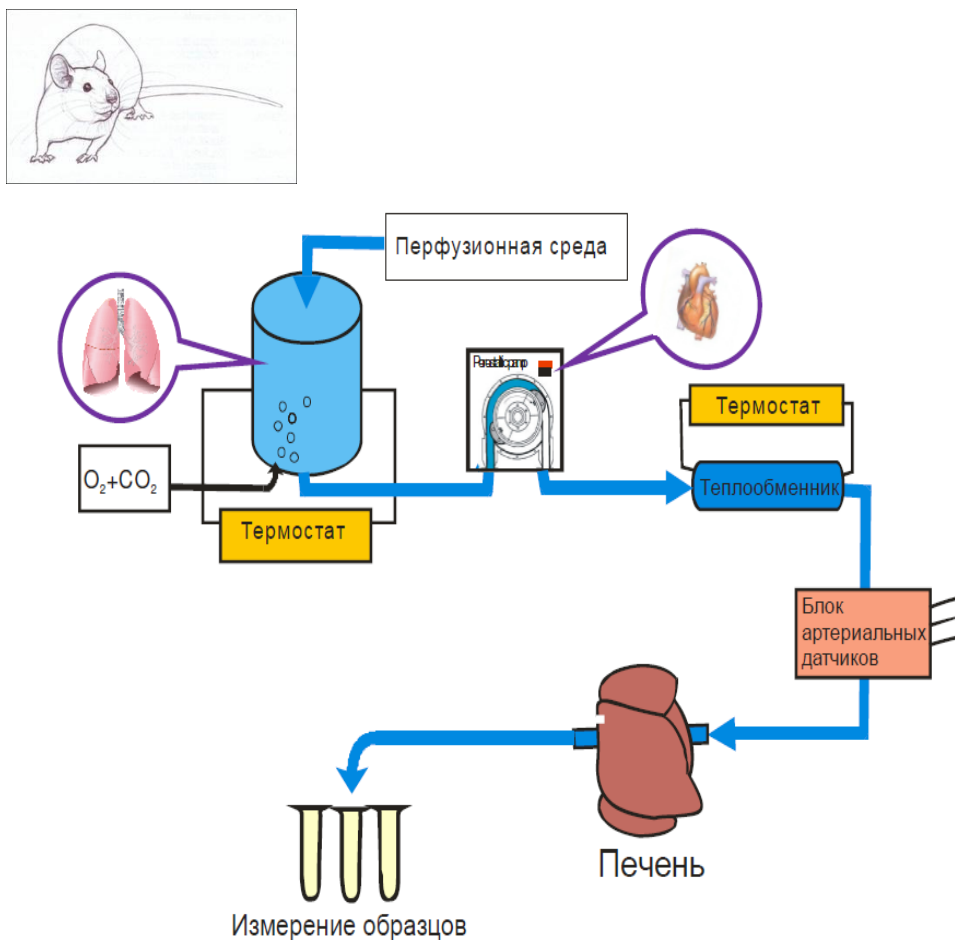 Перфузионная среда
Термостат
O₂+CO₂
Теплообменник
Термостат
Блок
артериальных
датчиков
Печень
Измерение образцов